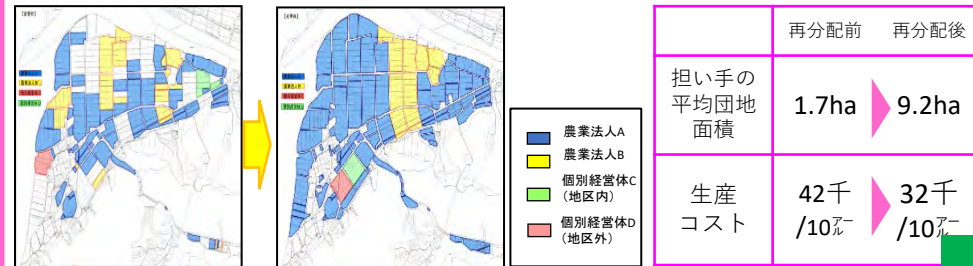 農業法人A
農業法人B
個別経営体C
(地区内)
個別経営体D
(地区外)
再分配前 再分配後
担い手の
平均団地
面積
1.7ha 9.2ha
生産
コスト
42千
/10アール
32千
/10アール